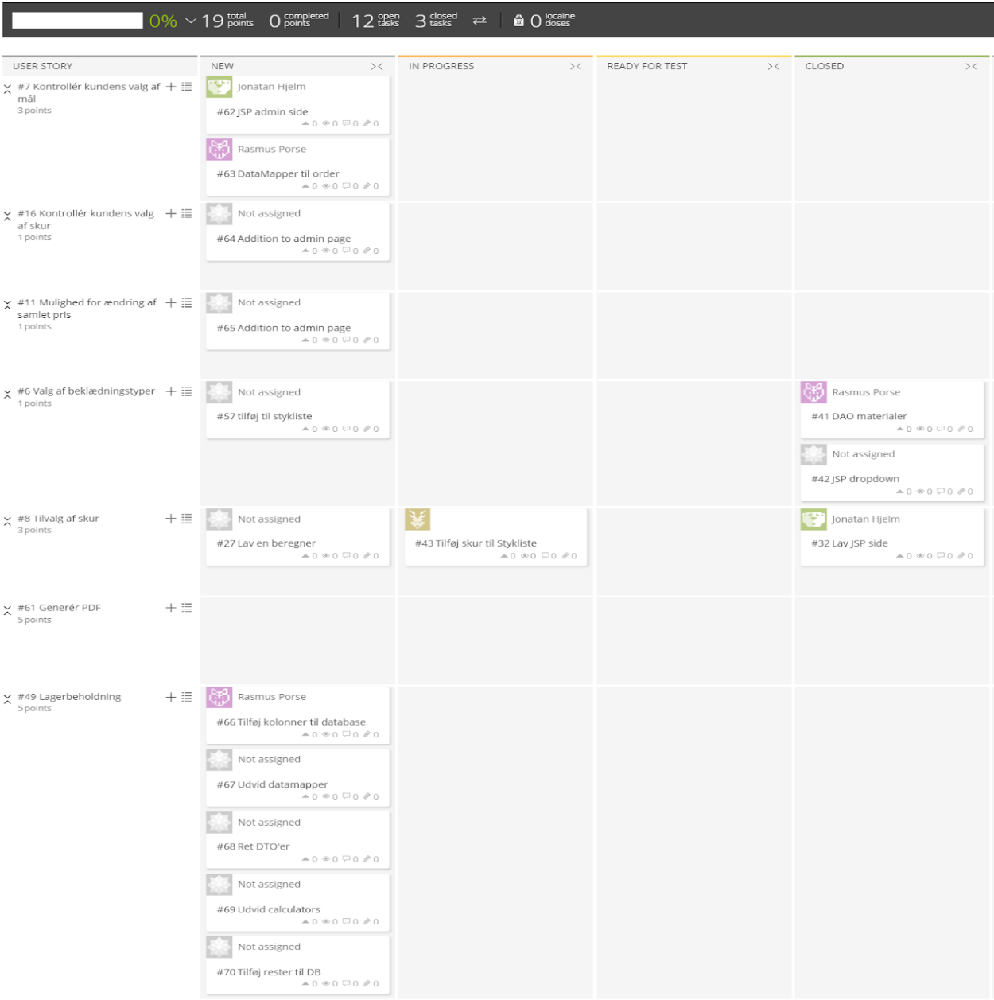 0% 19 total points 0 completed points 12 open tasks 3 closed tasks 0 iocaine doses
USER STORY NEW IN PROGRESS READY FOR TEST CLOSED
#7 Kontrollér kundens valg af
mål
3 points
Jonatan Hjelm
#62 JSP admin side
0 0 0 0
Rasmus Porse
#63 DataMapper til order
0 0 0 0
#16 Kontrollér kundens valg
af skur
1 points
Not assigned
#64 Addition to admin page
0 0 0 0
#11 Mulighed for ændring af
samlet pris
1 points
Not assigned
#65 Addition to admin page
0 0 0 0
#6 Valg af beklædningstyper
1 points
Not assigned
#57 tilføj til stykliste
0 0 0 0
Rasmus Porse
#41 DAO materialer
0 0 0 0
Not assigned
#42 JSP dropdown
0 0 0 0
#8 Tilvalg af skur
3 points
Not assigned
#27 Lav en beregner
0 0 0 0
#43 Tilføj skur til Stykliste
0 0 0 0
Jonatan Hjelm
#32 Lav JSP side
0 0 0 0
#61 Generér PDF
5 points
#49 Lagerbeholdning
5 points
Rasmus Porse
#66 Tilføj kolonner til database
0 0 0 0
Not assigned
#67 Udvid datamapper
0 0 0 0
Not assigned
#68 Ret DTO'er
0 0 0 0
Not assigned
#69 Udvid calculators
0 0 0 0
Not assigned
#70 Tilføj rester til DB
0 0 0 0